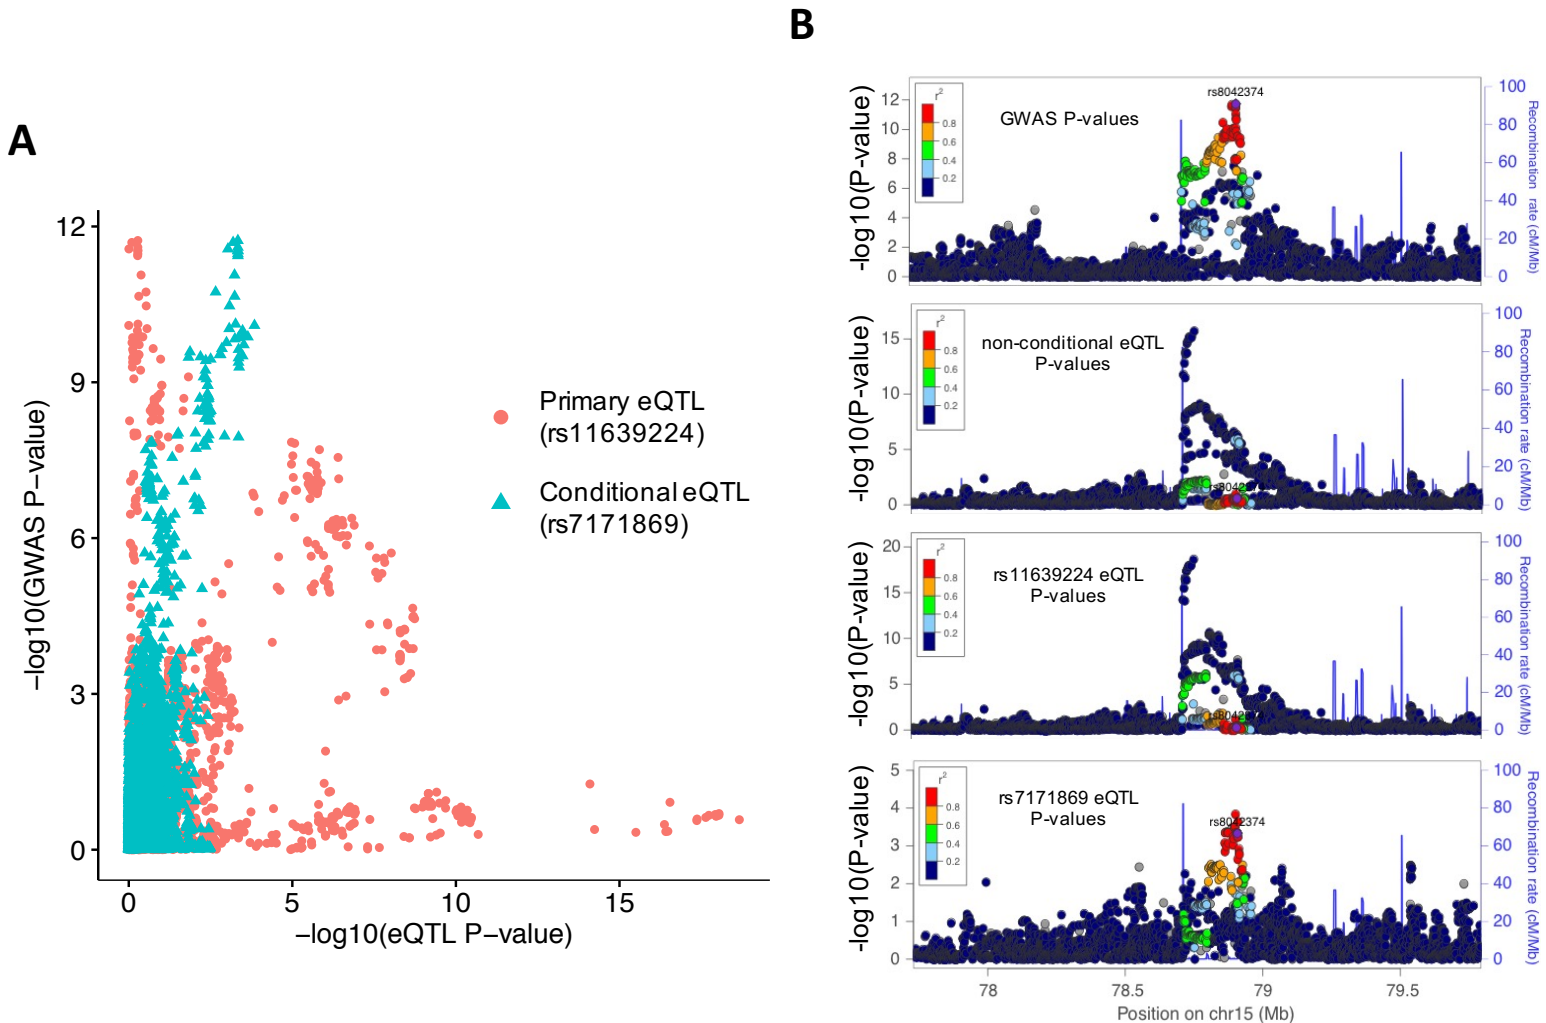 A
−log10(GWAS P−value)
12
9
6
3
0
0
5
10
15
−log10(eQTL P−value)
Primary eQTL
(rs11639224)
Conditional eQTL
(rs7171869)
B
-log10(P-value)
12
10
8
6
4
2
0
r2
0.8
0.6
0.4
0.2
GWAS P-values
rs8042374
100
80
60
40
20
0
Recombination rate (cM/Mb)
-log10(P-value)
15
10
5
0
r2
0.8
0.6
0.4
0.2
non-conditional eQTL
P-values
100
80
60
40
20
0
Recombination rate (cM/Mb)
-log10(P-value)
20
15
10
5
0
r2
0.8
0.6
0.4
0.2
rs11639224 eQTL
P-values
100
80
60
40
20
0
Recombination rate (cM/Mb)
-log10(P-value)
5
4
3
2
1
0
r2
0.8
0.6
0.4
0.2
rs7171869 eQTL
P-values
rs8042374
100
80
60
40
20
0
Recombination rate (cM/Mb)
78
78.5
79
79.5
Position on chr15 (Mb)